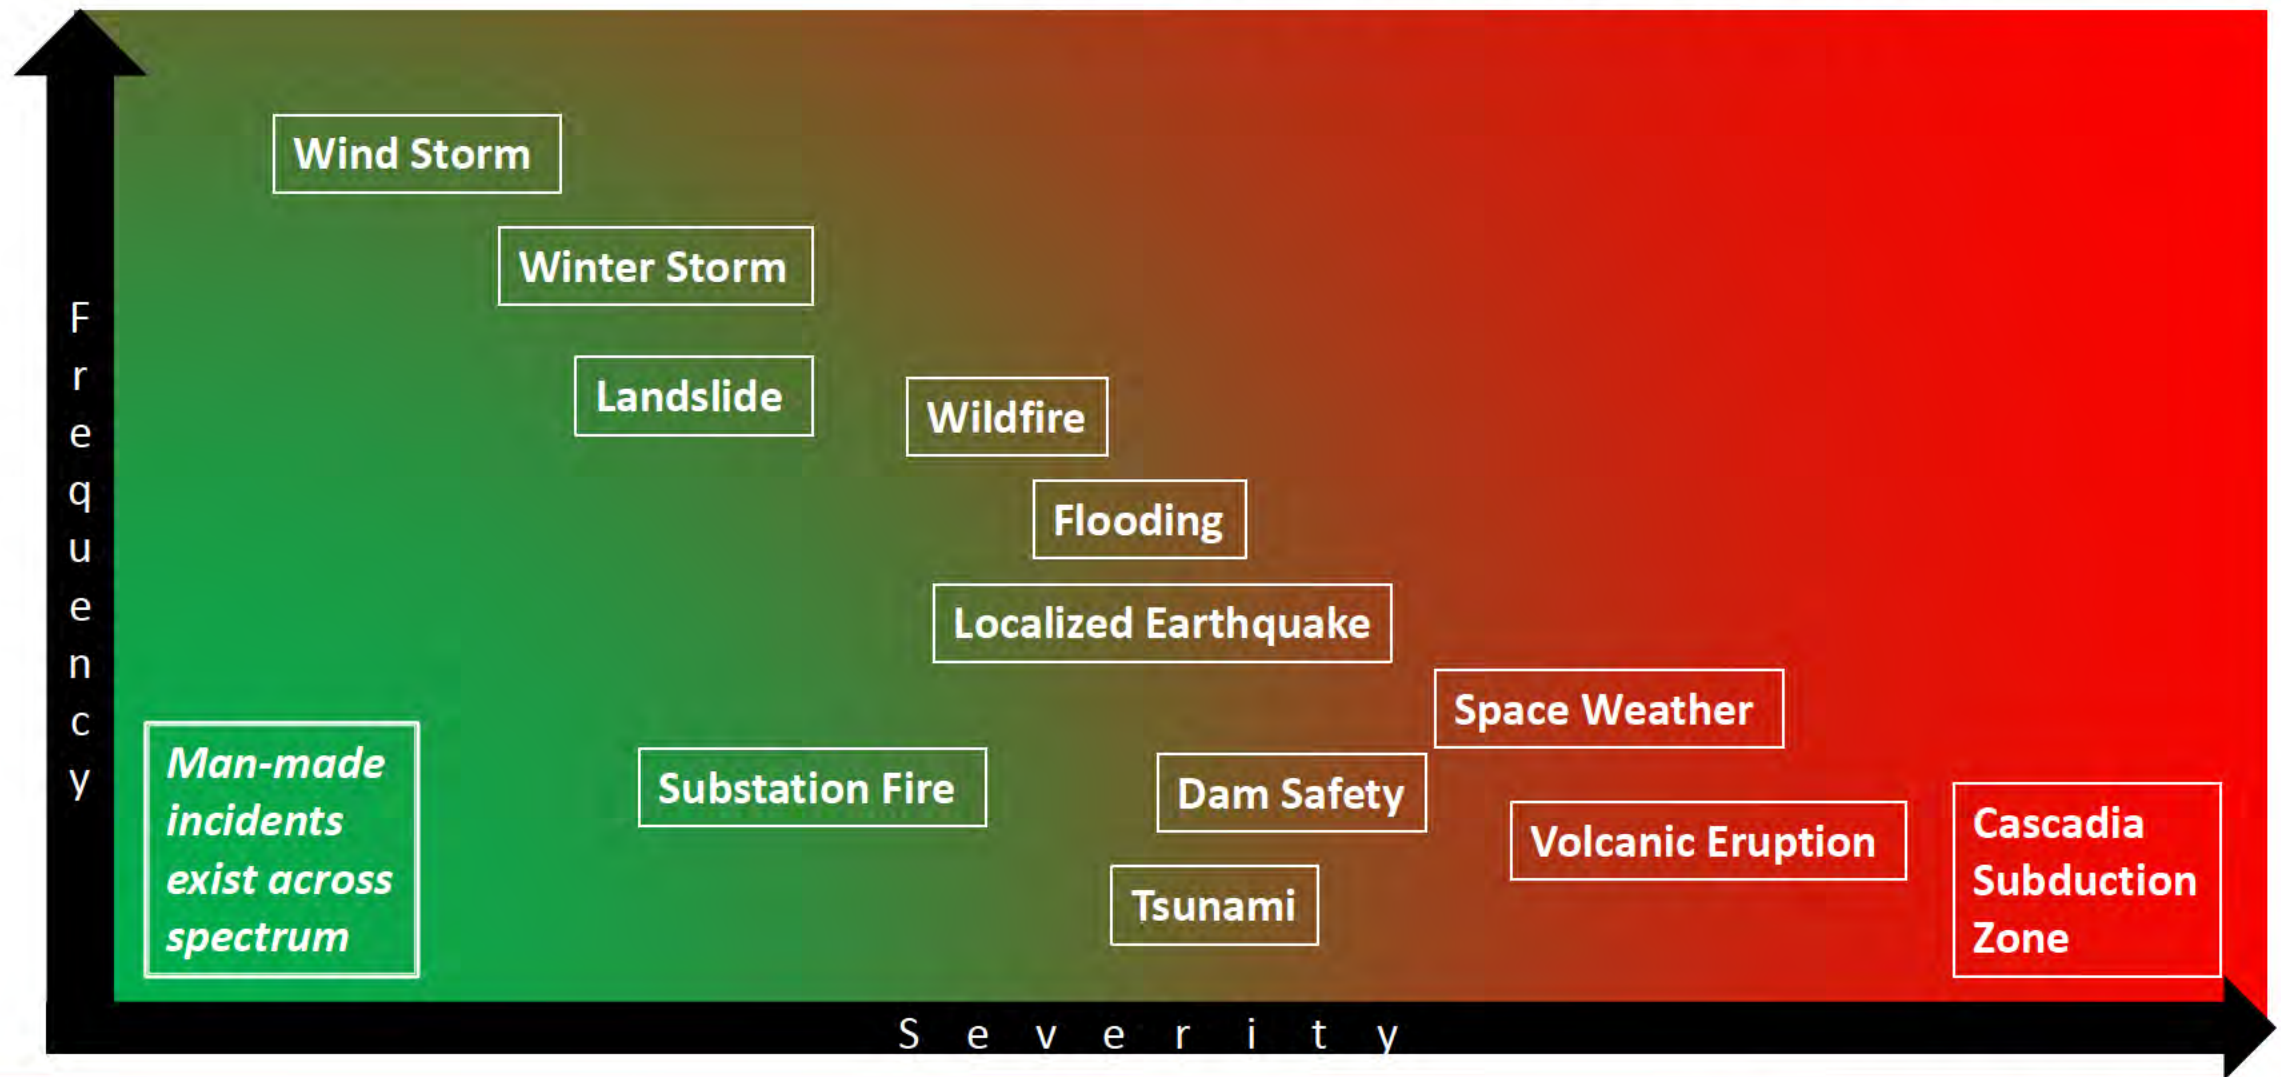 Wind Storm
Winter Storm
Landslide
Wildfire
Flooding
Localized Earthquake
Space Weather
Substation Fire
Dam Safety
Volcanic Eruption
Tsunami
Cascadia
Subduction
Zone
Man-made
incidents
exist across
spectrum
Frequency
Severity